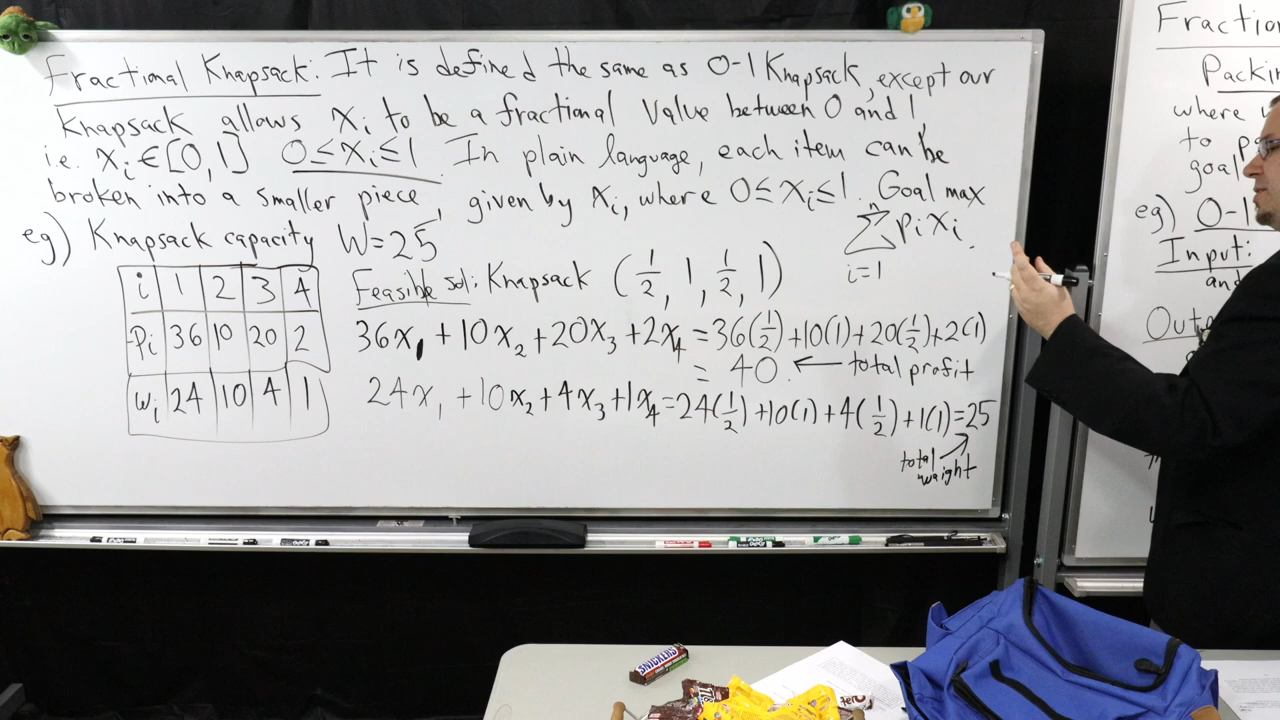 Fractional Knapsack: It is defined the same as 0-1 Knapsack, except our
Knapsack allows xi to be a fractional value between 0 and 1,
i.e. xi ∈ [0,1] 0≤xi≤1. In plain language, each item can be
broken into a smaller piece, given by xi, where 0≤xi≤1. Goal max
n
∑ pixi.
i=1
eg) Knapsack capacity W=25
i 1 2 3 4
Pi 36 10 20 2
wi 24 10 4 1
Feasible sol: Knapsack (1/2, 1, 1/2, 1)
36x1 + 10x2 + 20x3 + 2x4 = 36(1/2) + 10(1) + 20(1/2) + 2(1)
= 40. ← total profit
24x1 + 10x2 + 4x3 + 1x4 = 24(1/2) + 10(1) + 4(1/2) + 1(1) = 25
total
weight
Fractio
Packin
where
to
goal
eg) 0-1
Input:
and
Out
SNICKERS